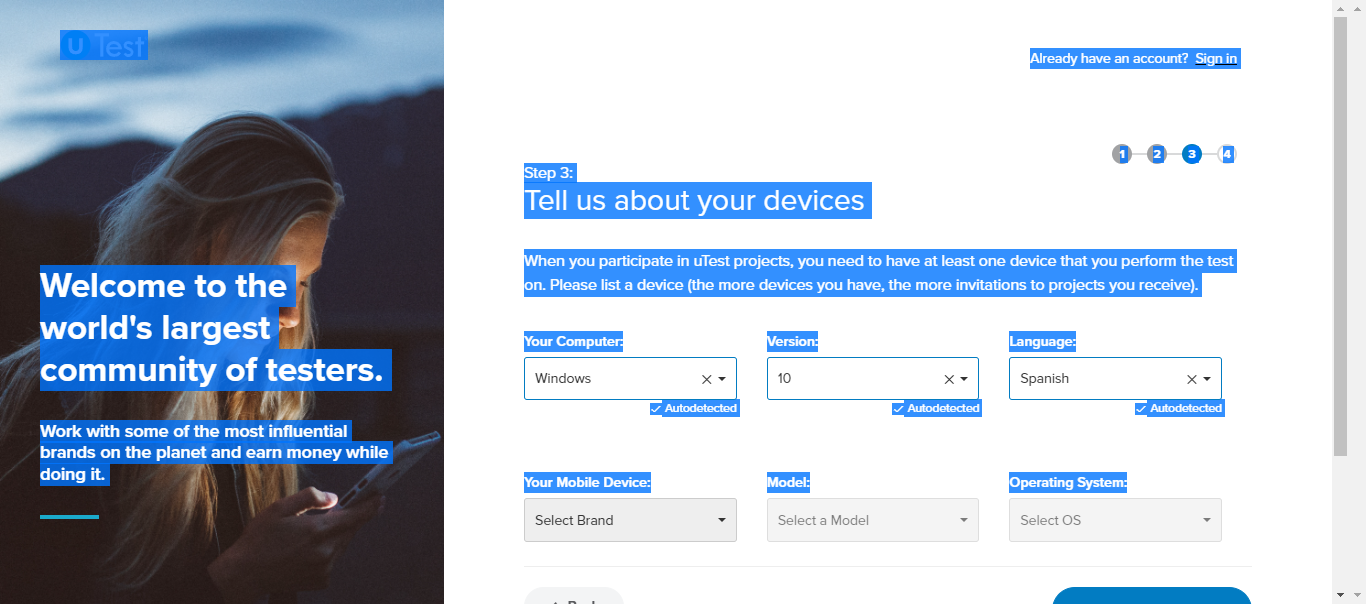 uTest
Already have an account? Sign in
1 2 3 4
Step 3:
Tell us about your devices
Welcome to the
world's largest
community of testers.
Work with some of the most influential
brands on the planet and earn money while
doing it.
When you participate in uTest projects, you need to have at least one device that you perform the test
on. Please list a device (the more devices you have, the more invitations to projects you receive).
Your Computer: Version: Language:
Windows 10 Spanish
Autodetected Autodetected Autodetected
Your Mobile Device: Model: Operating System:
Select Brand Select a Model Select OS